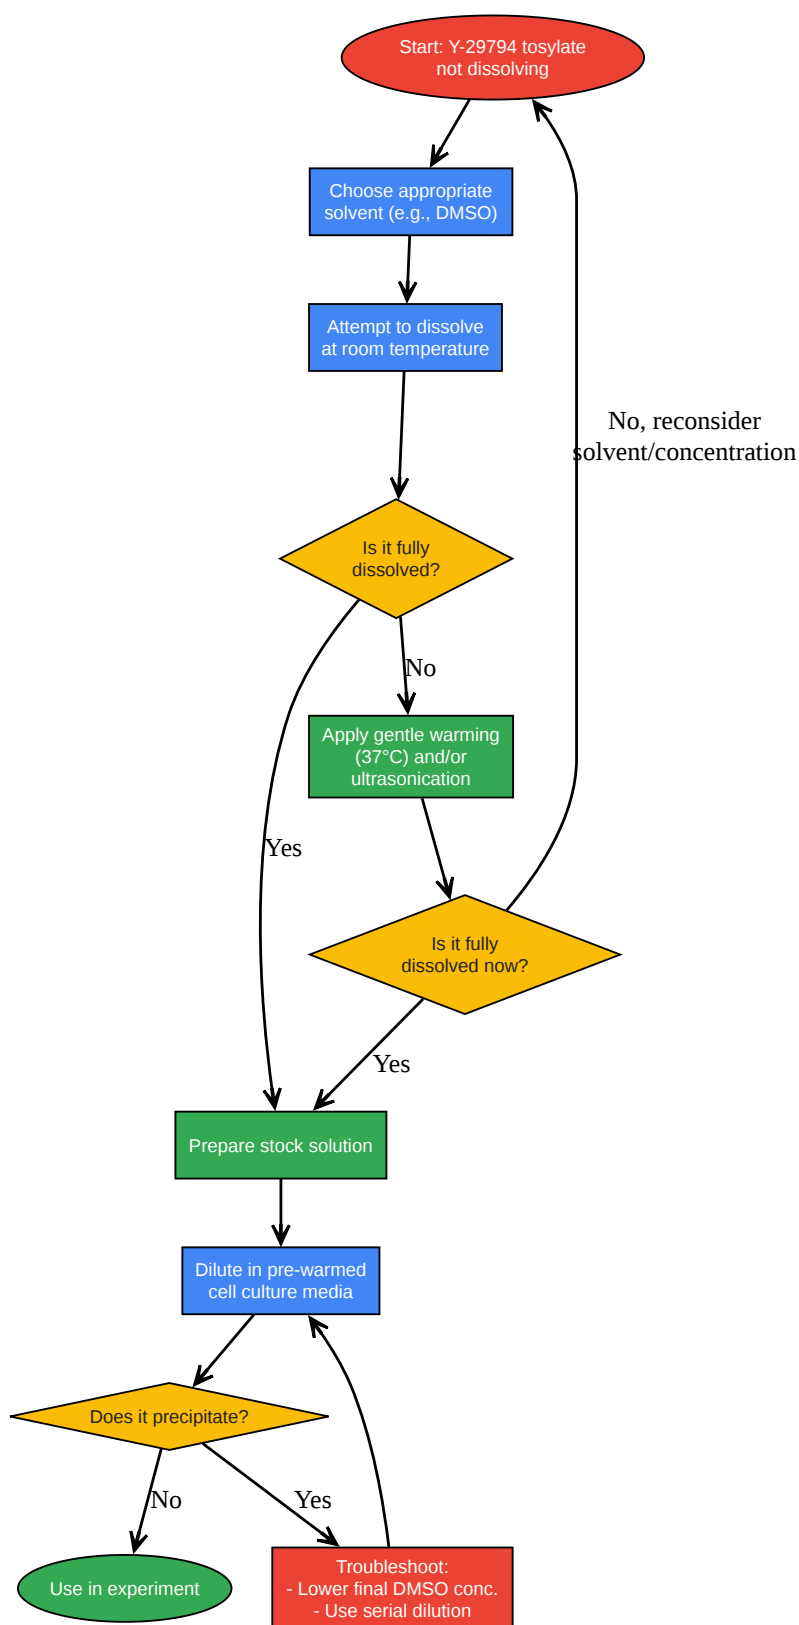 Start: Y-29794 tosylate
not dissolving
Choose appropriate
solvent (e.g., DMSO)
Attempt to dissolve
at room temperature
No, reconsider
solvent/concentration
Is it fully
dissolved?
No
Apply gentle warming
(37°C) and/or
ultrasonication
Yes
Is it fully
dissolved now?
Yes
Prepare stock solution
Dilute in pre-warmed
cell culture media
Does it precipitate?
No
Yes
Use in experiment
Troubleshoot:
- Lower final DMSO conc.
- Use serial dilution